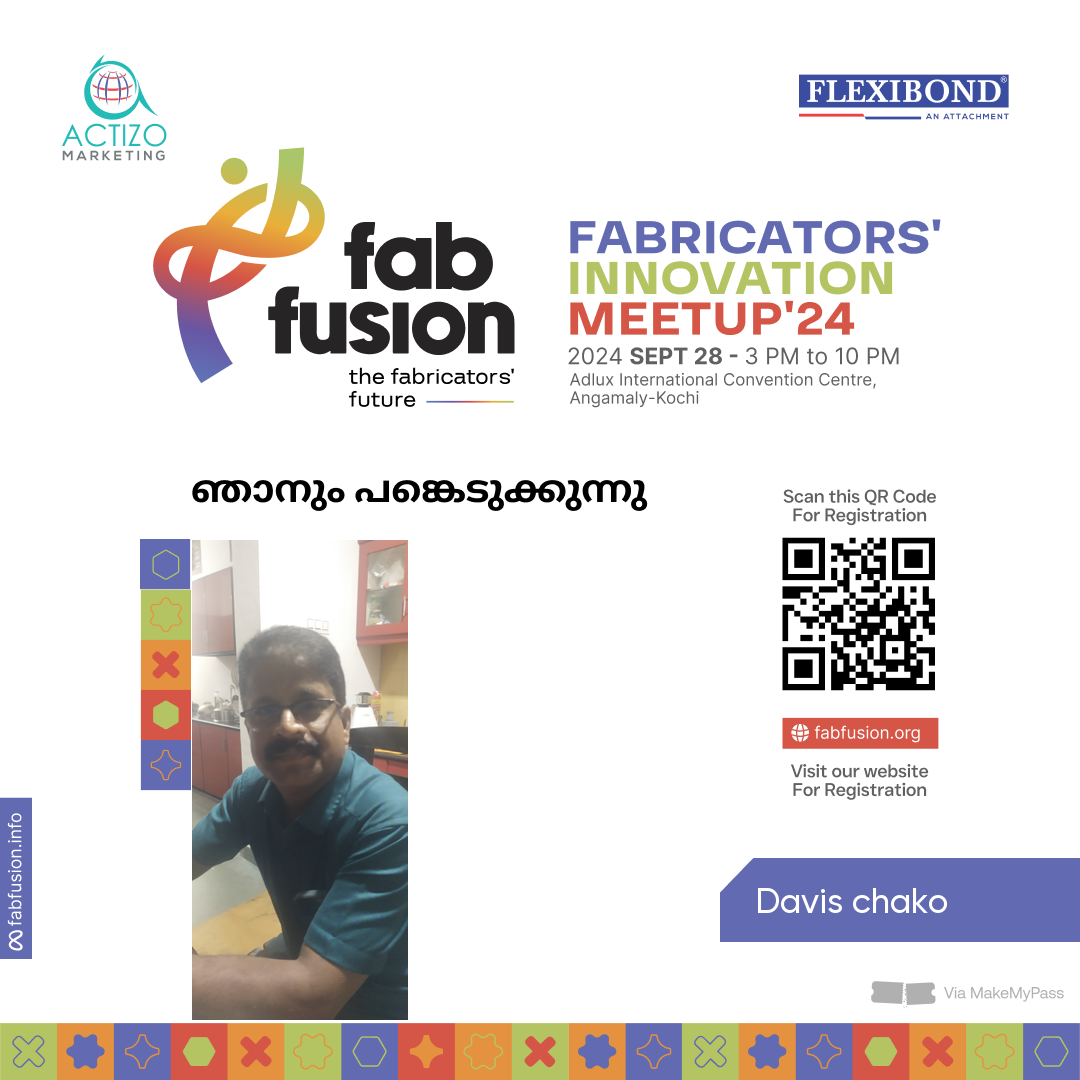 ACTIZO
MARKETING
FLEXIBOND®
AN ATTACHMENT
fab
fusion
the fabricators'
future
FABRICATORS'
INNOVATION
MEETUP'24
2024 SEPT 28 - 3 PM to 10 PM
Adlux International Convention Centre,
Angamaly-Kochi
ഞാനും പങ്കെടുക്കുന്നു
Scan this QR Code
For Registration
fabfusion.org
Visit our website
For Registration
fabfusion.info
Davis chako
Via MakeMyPass